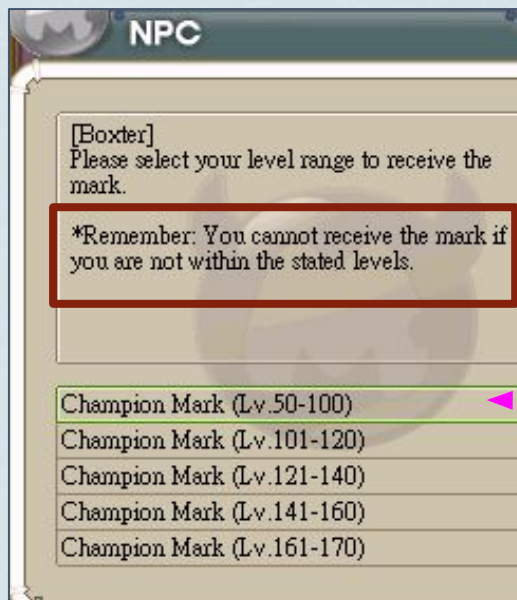 NPC
[Boxter]
Please select your level range to receive the
mark.
*Remember: You cannot receive the mark if
you are not within the stated levels.
Champion Mark (Lv.50-100)
Champion Mark (Lv.101-120)
Champion Mark (Lv.121-140)
Champion Mark (Lv.141-160)
Champion Mark (Lv.161-170)